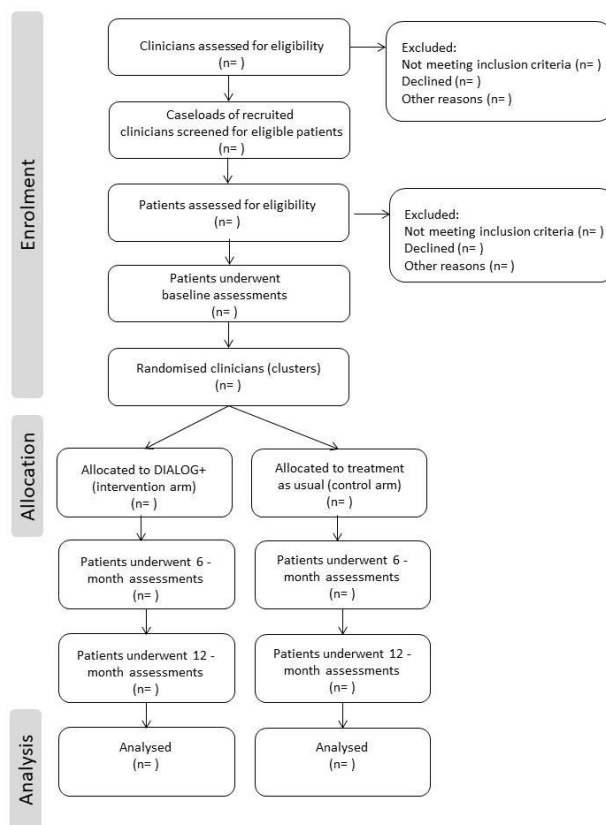 Enrolment
Clinicians assessed for eligibility
(n= )
Excluded:
Not meeting inclusion criteria (n= )
Declined (n= )
Other reasons (n= )
Caseloads of recruited
clinicians screened for eligible patients
(n= )
Patients assessed for eligibility
(n= )
Excluded:
Not meeting inclusion criteria (n= )
Declined (n= )
Other reasons (n= )
Patients underwent
baseline assessments
(n= )
Randomised clinicians (clusters)
(n= )
Allocation
Allocated to DIALOG+
(intervention arm)
(n= )
Allocated to treatment
as usual (control arm)
(n= )
Patients underwent 6 -
month assessments
(n= )
Patients underwent 6 -
month assessments
(n= )
Patients underwent 12 -
month assessments
(n= )
Patients underwent 12 -
month assessments
(n= )
Analysis
Analysed
(n= )
Analysed
(n= )